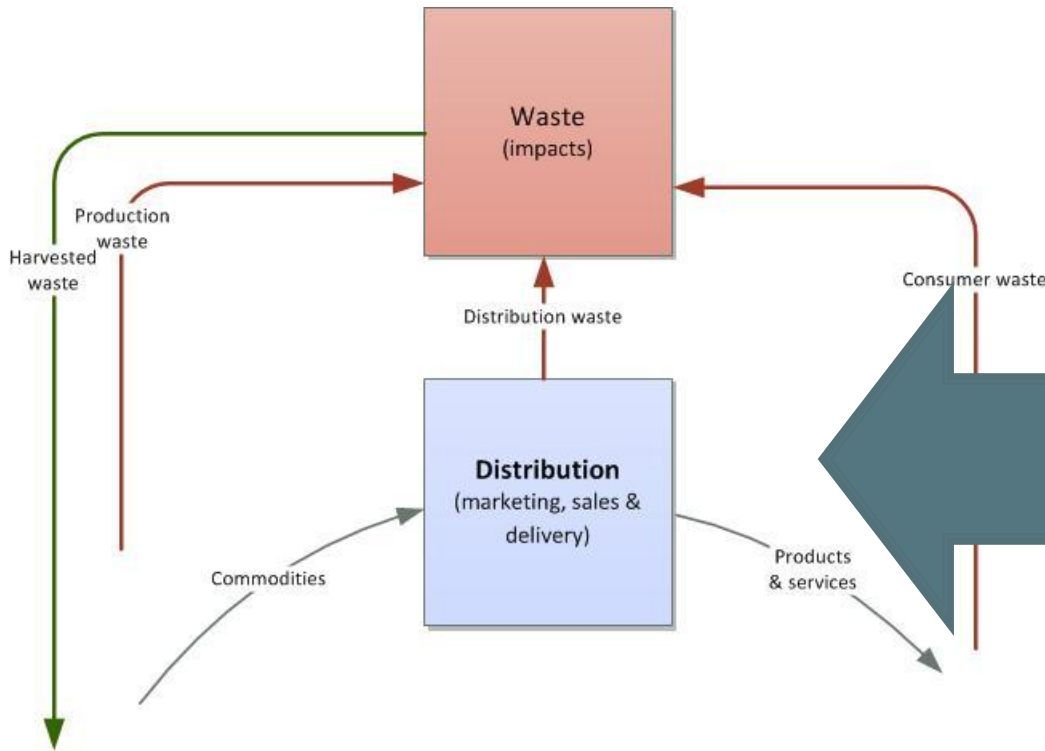 Waste
(impacts)
Production
waste
Harvested
waste
Consumer waste
Distribution waste
Distribution
(marketing, sales &
delivery)
Commodities
Products
& services